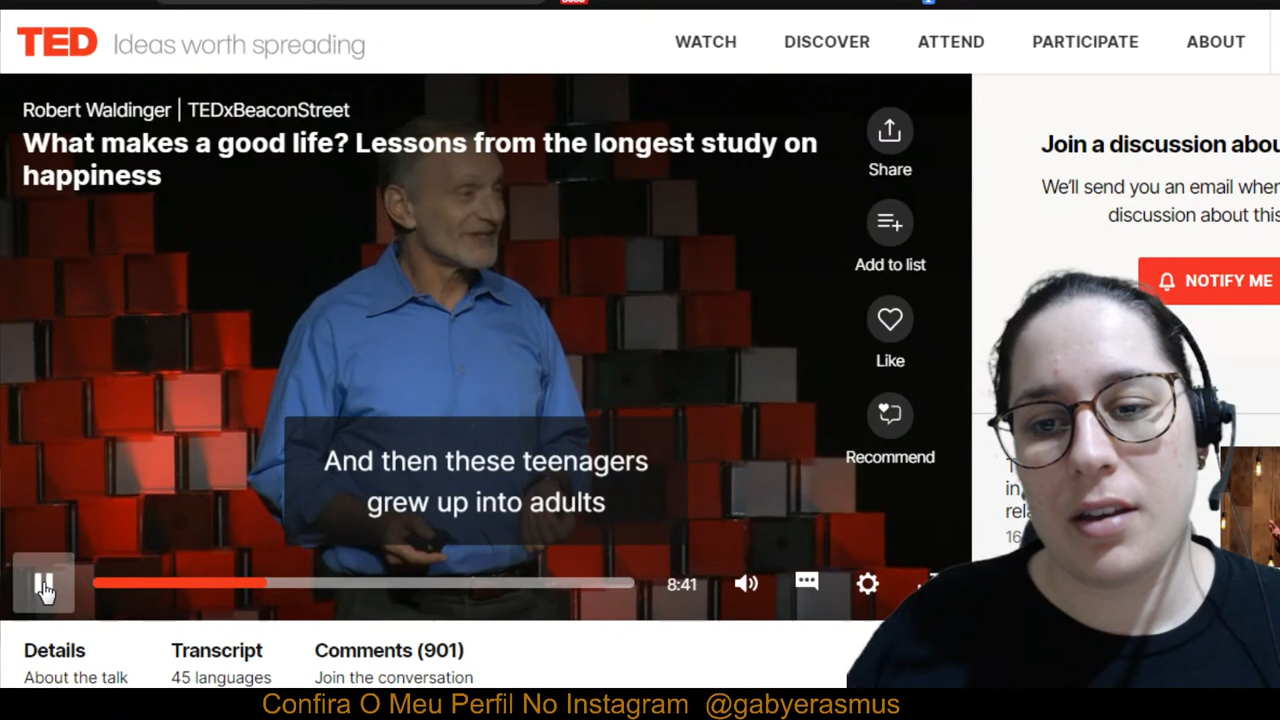 TED Ideas worth spreading
WATCH DISCOVER ATTEND PARTICIPATE ABOUT
Robert Waldinger | TEDxBeaconStreet
What makes a good life? Lessons from the longest study on
happiness
Share
Add to list
Like
Recommend
And then these teenagers
grew up into adults
8:41
Join a discussion
We'll send you an email
discussion about
NOTIFY ME
in
16
Details
About the talk
Transcript
45 languages
Comments (901)
Join the conversation
Confira O Meu Perfil No Instagram @gabyerasmus